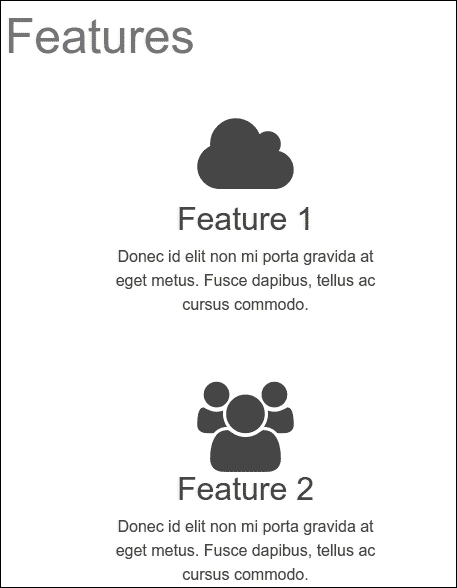 Features
Feature 1
Donec id elit non mi porta gravida at
eget metus. Fusce dapibus, tellus ac
cursus commodo.
Feature 2
Donec id elit non mi porta gravida at
eget metus. Fusce dapibus, tellus ac
cursus commodo.